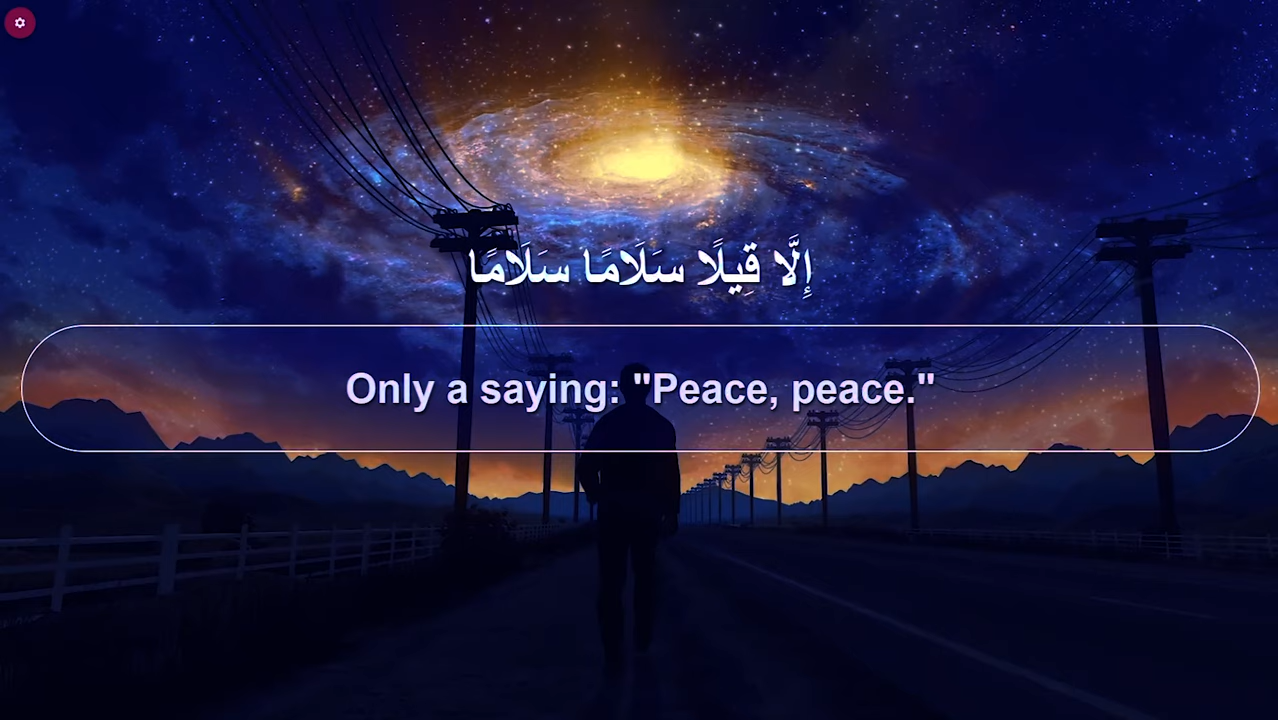 إِلَّا قِيلًا سَلَامًا سَلَامًا
Only a saying: "Peace, peace."